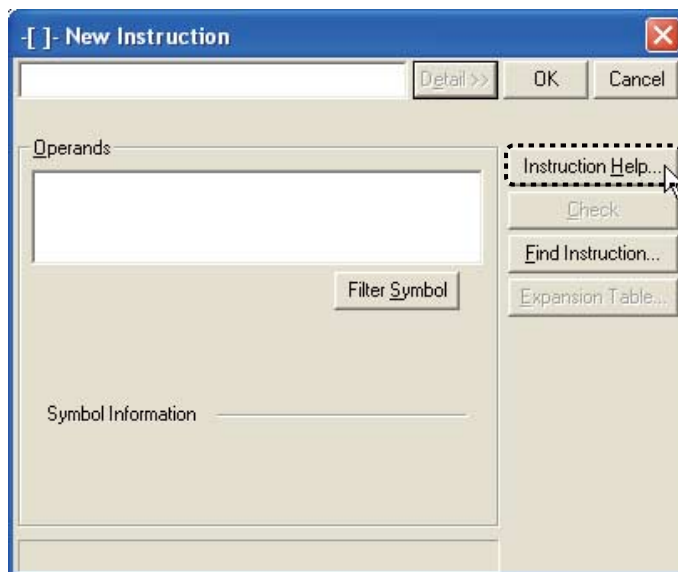 -[ ]- New Instruction
Detail >> OK Cancel
Operands
Instruction Help...
Check
Find Instruction...
Filter Symbol
Expansion Table...
Symbol Information